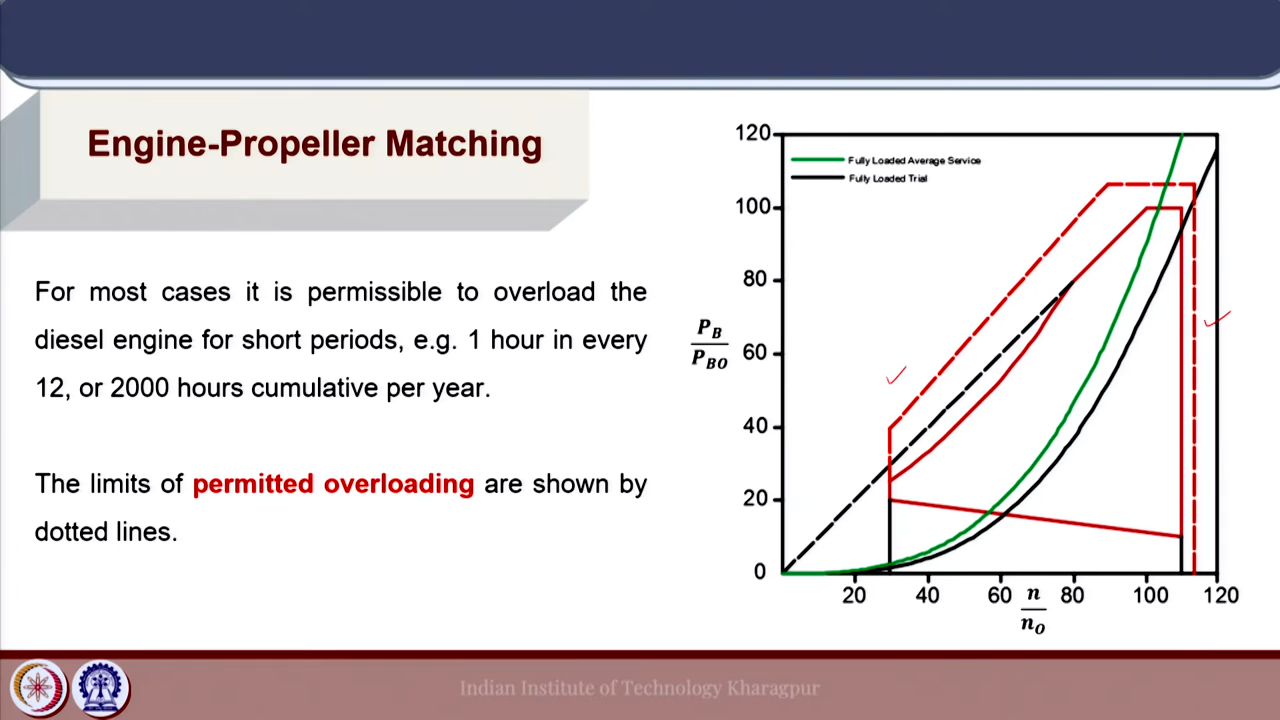 Engine-Propeller Matching
For most cases it is permissible to overload the
diesel engine for short periods, e.g. 1 hour in every
12, or 2000 hours cumulative per year.
The limits of permitted overloading are shown by
dotted lines.
Fully Loaded Average Service
Fully Loaded Trial
120
100
80
60
40
20
0
P_B
P_BO
20 40 60 80 100 120
n
n_O
Indian Institute of Technology Kharagpur